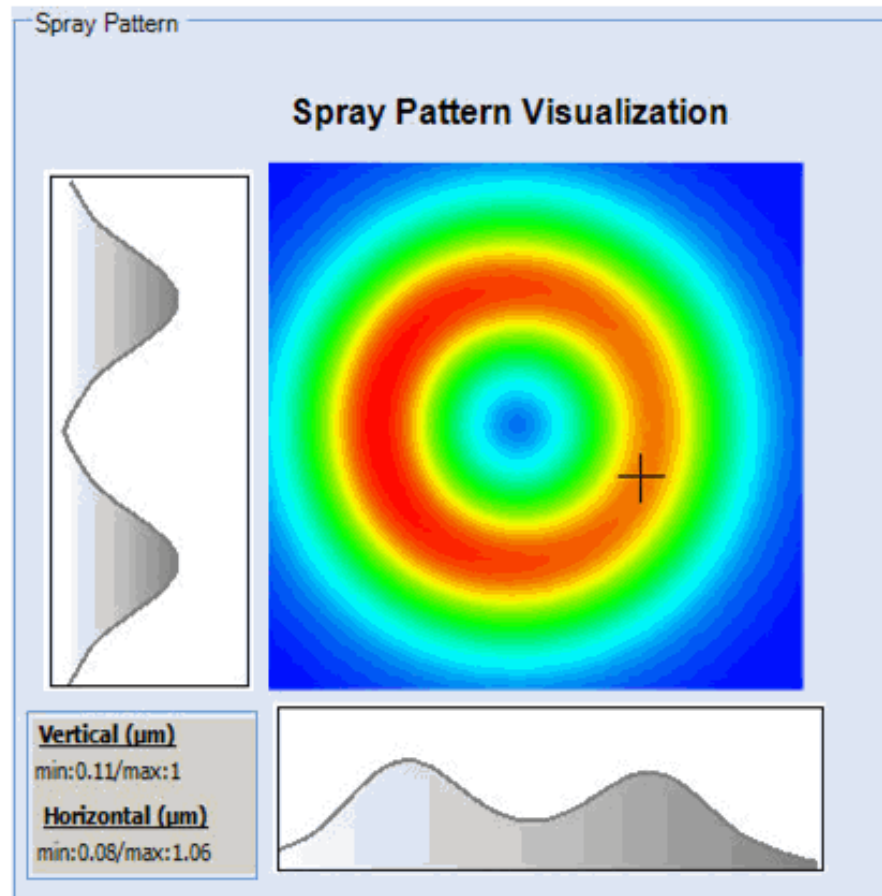 Spray Pattern
Spray Pattern Visualization
Vertical (µm)
min:0.11/max:1
Horizontal (µm)
min:0.08/max:1.06